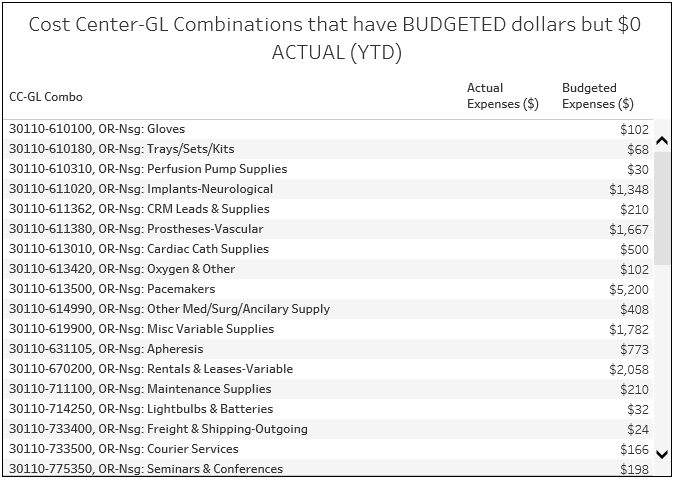 Cost Center-GL Combinations that have BUDGETED dollars but $0
ACTUAL (YTD)
CC-GL Combo Actual Expenses ($) Budgeted Expenses ($)
30110-610100, OR-Nsg: Gloves $102
30110-610180, OR-Nsg: Trays/Sets/Kits $68
30110-610310, OR-Nsg: Perfusion Pump Supplies $30
30110-611020, OR-Nsg: Implants-Neurological $1,348
30110-611362, OR-Nsg: CRM Leads & Supplies $210
30110-611380, OR-Nsg: Prostheses-Vascular $1,667
30110-613010, OR-Nsg: Cardiac Cath Supplies $500
30110-613420, OR-Nsg: Oxygen & Other $102
30110-613500, OR-Nsg: Pacemakers $5,200
30110-614990, OR-Nsg: Other Med/Surg/Ancilary Supply $408
30110-619900, OR-Nsg: Misc Variable Supplies $1,782
30110-631105, OR-Nsg: Apheresis $773
30110-670200, OR-Nsg: Rentals & Leases-Variable $2,058
30110-711100, OR-Nsg: Maintenance Supplies $210
30110-714250, OR-Nsg: Lightbulbs & Batteries $32
30110-733400, OR-Nsg: Freight & Shipping-Outgoing $24
30110-733500, OR-Nsg: Courier Services $166
30110-775350, OR-Nsg: Seminars & Conferences $198